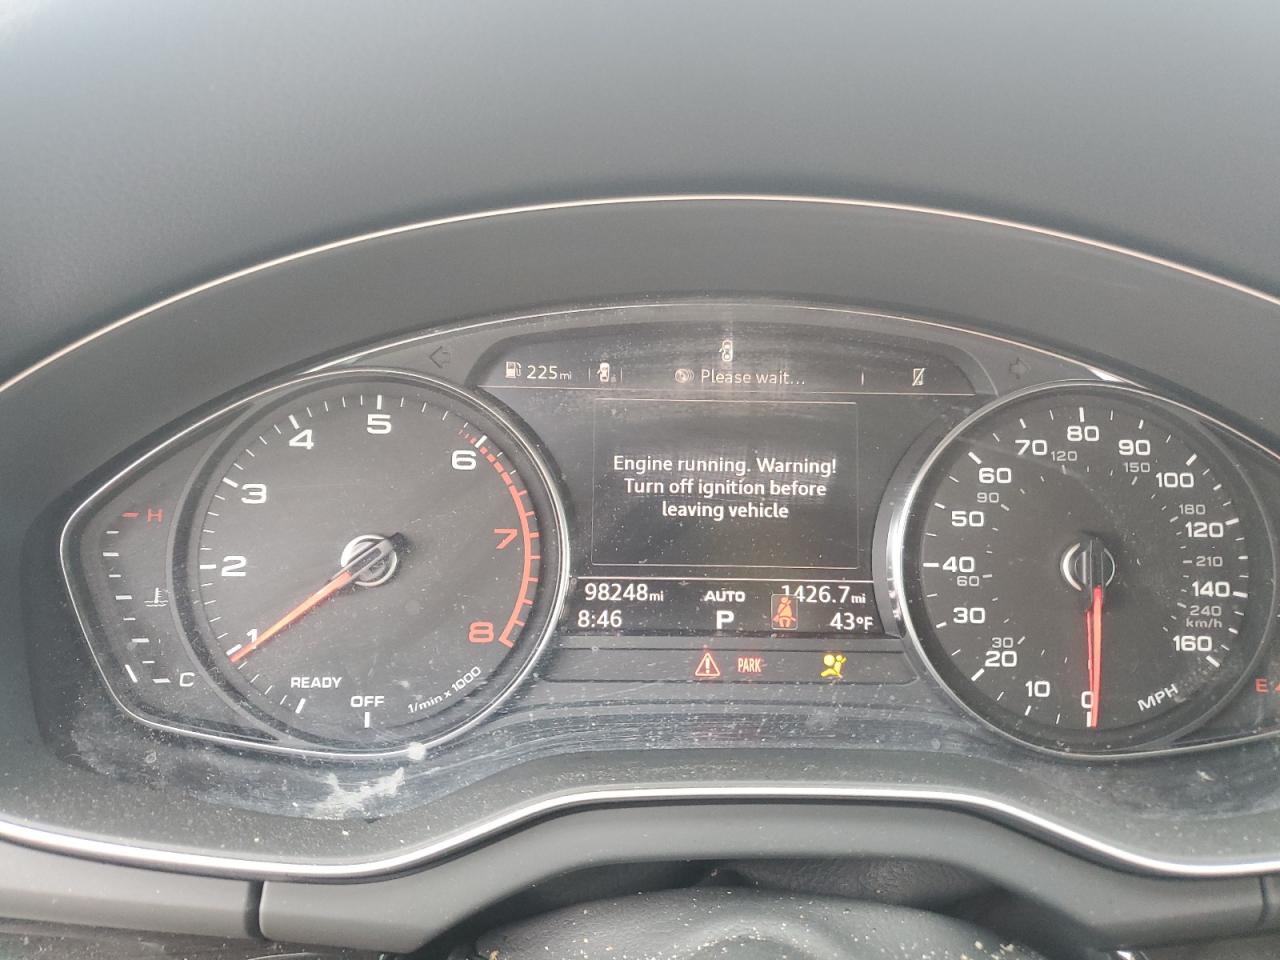 225mi
Please wait...
Engine running. Warning!
Turn off ignition before
leaving vehicle
98248mi
AUTO
1426.7mi
8:46
P
43°F
PARK
H
C
1
2
3
4
5
6
7
8
READY
OFF
1/min x 1000
0
10
20
30
40
50
60
70
80
90
100
120
140
160
30
60
90
120
150
180
210
240
km/h
MPH
E